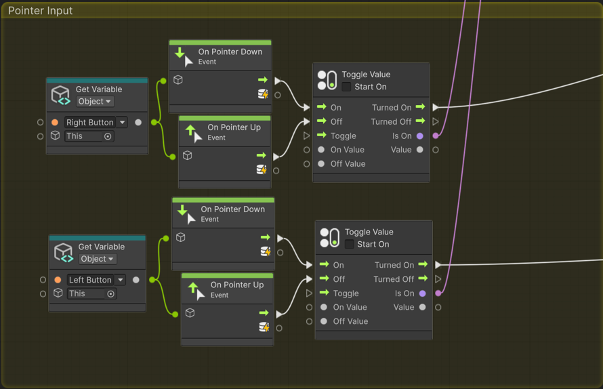 Pointer Input
On Pointer Down
Event
Get Variable
Object
Right Button
This
On Pointer Up
Event
Toggle Value
Start On
On Turned On
Off Turned Off
Toggle Is On
On Value Value
Off Value
On Pointer Down
Event
Get Variable
Object
Left Button
This
On Pointer Up
Event
Toggle Value
Start On
On Turned On
Off Turned Off
Toggle Is On
On Value Value
Off Value